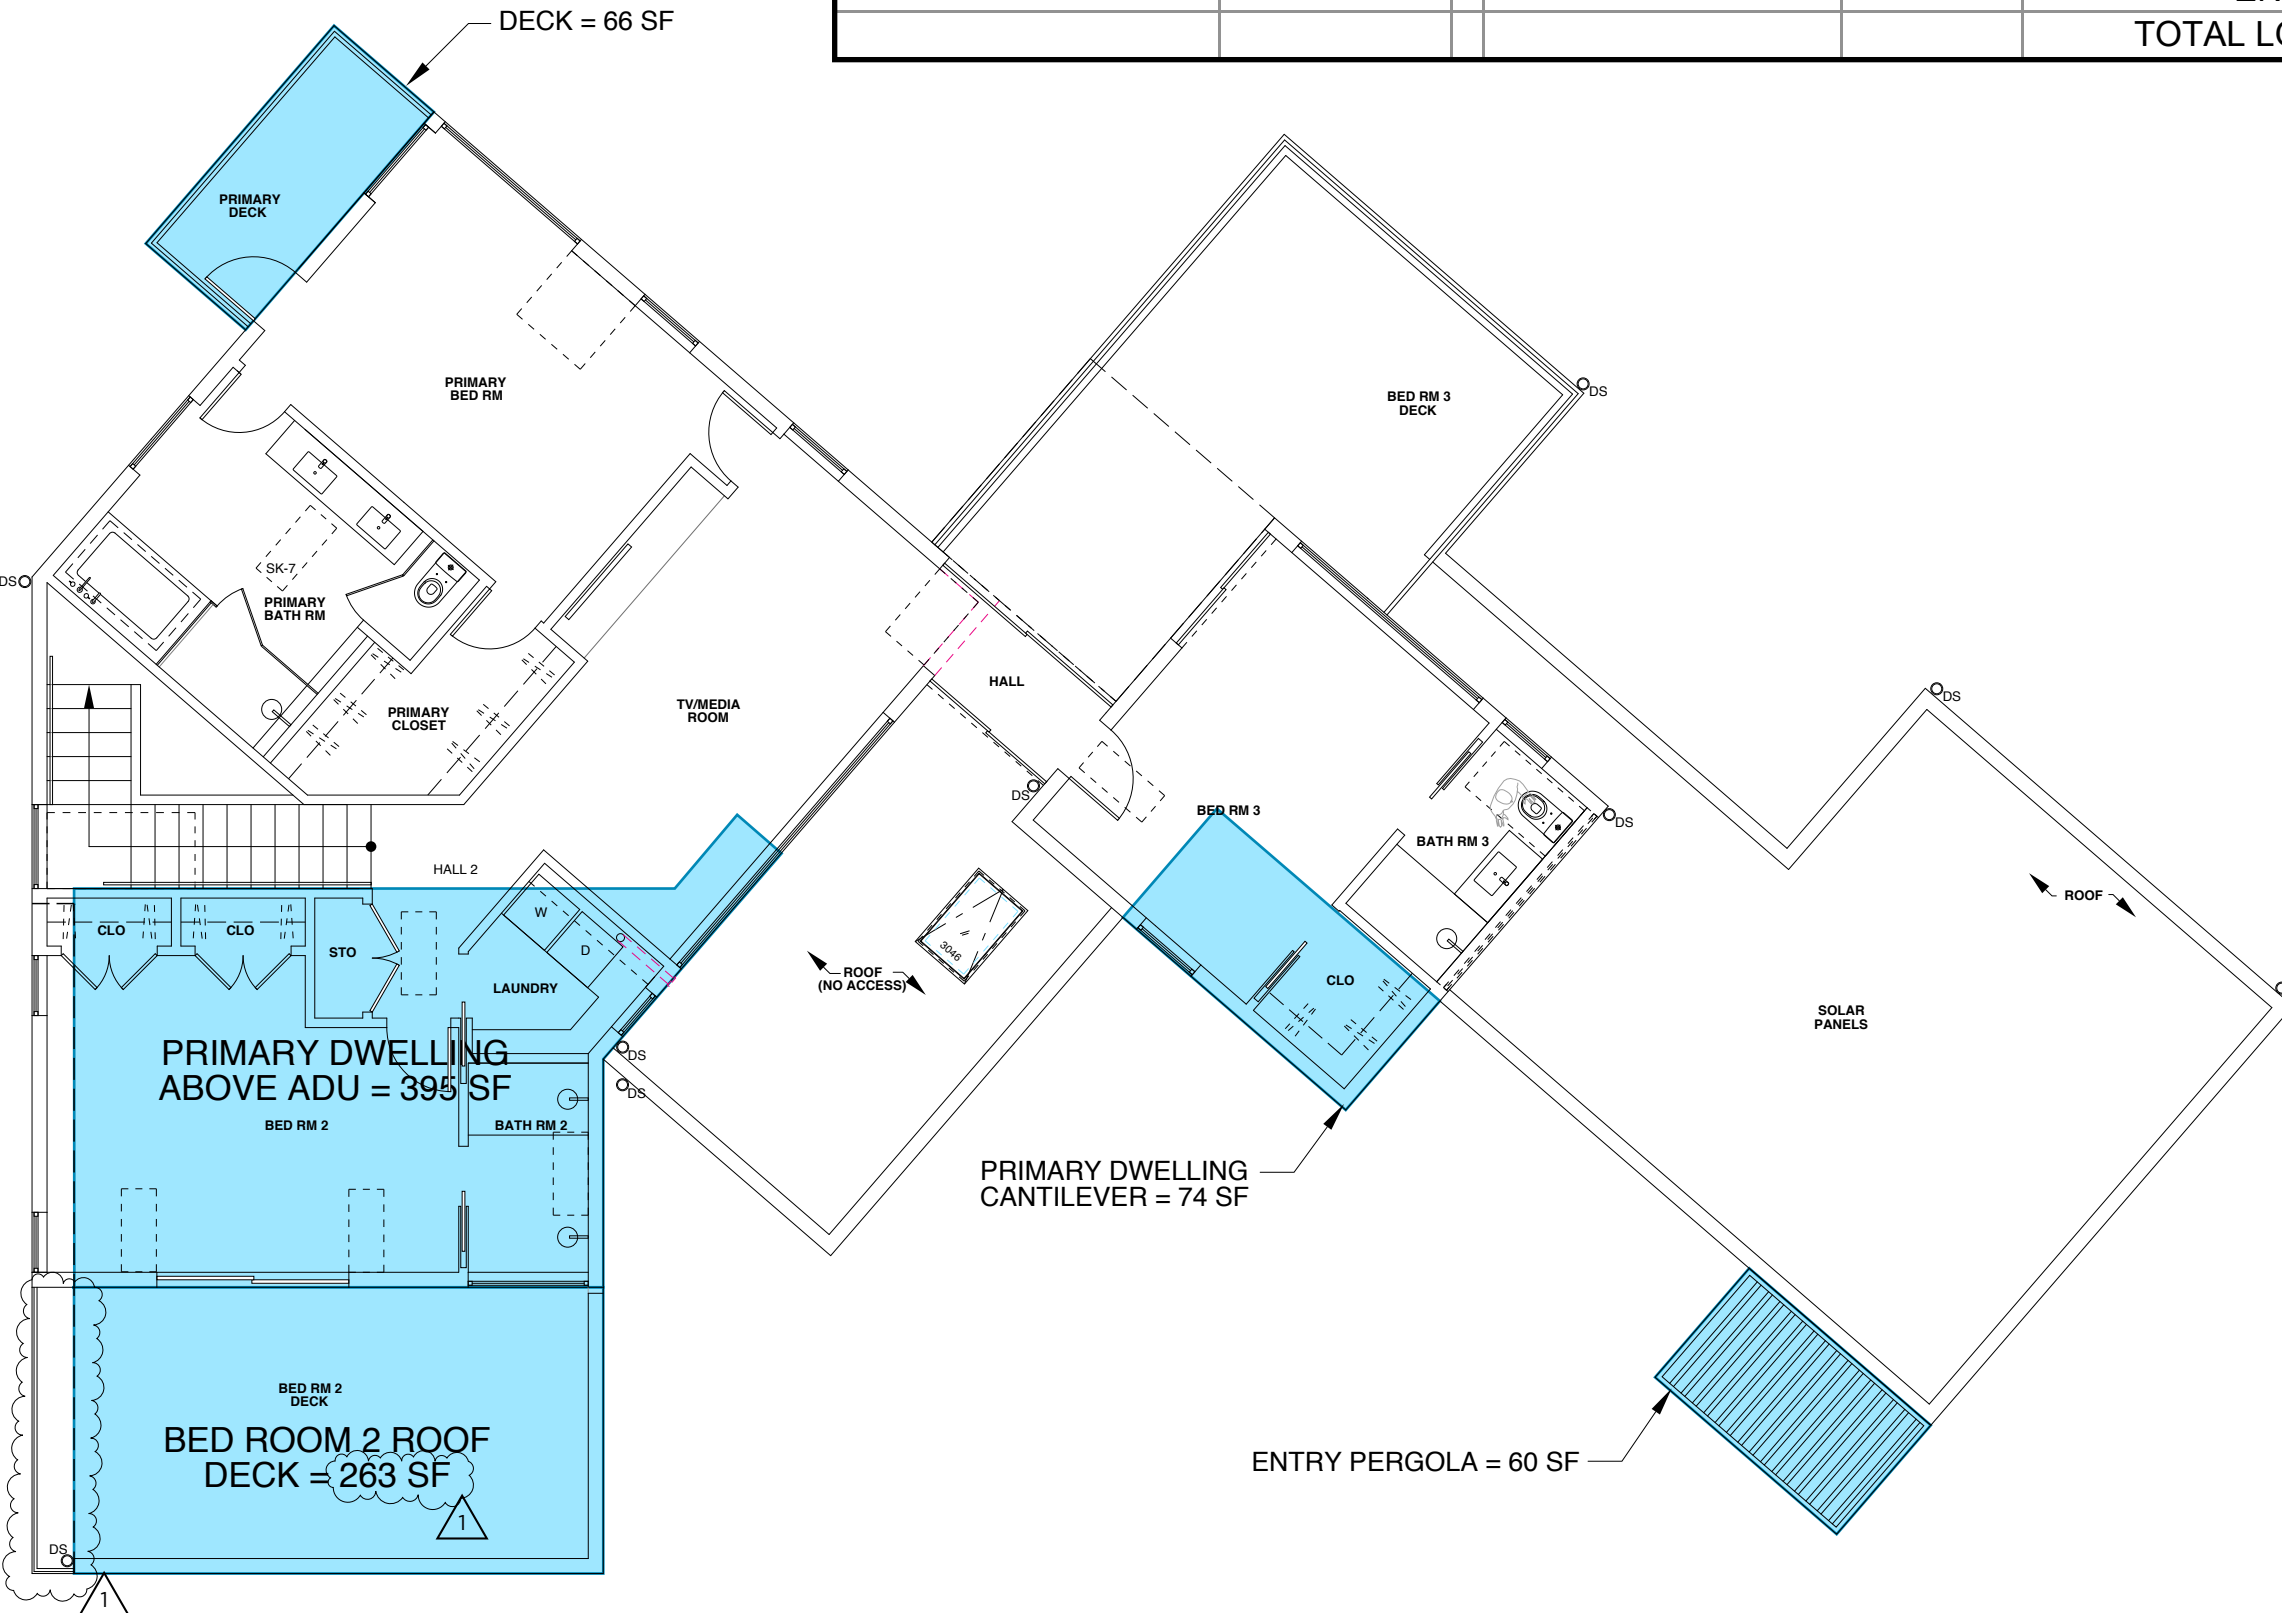 DECK = 66 SF
TOTAL LO
PRIMARY
DECK
PRIMARY
BED RM
BED RM 3
DECK
DS
DS
SK-7
PRIMARY
BATH RM
HALL
DS
PRIMARY
CLOSET
TV/MEDIA
ROOM
DS
BED RM 3
DS
BATH RM 3
HALL 2
ROOF
W
CLO
CLO
STO
D
3046
ROOF
(NO ACCESS)
CLO
LAUNDRY
SOLAR
PANELS
PRIMARY DWELLING
ABOVE ADU = 395 SF
DS
DS
BED RM 2
BATH RM 2
PRIMARY DWELLING
CANTILEVER = 74 SF
BED RM 2
DECK
BED ROOM 2 ROOF
DECK = 263 SF
ENTRY PERGOLA = 60 SF
1
DS
1